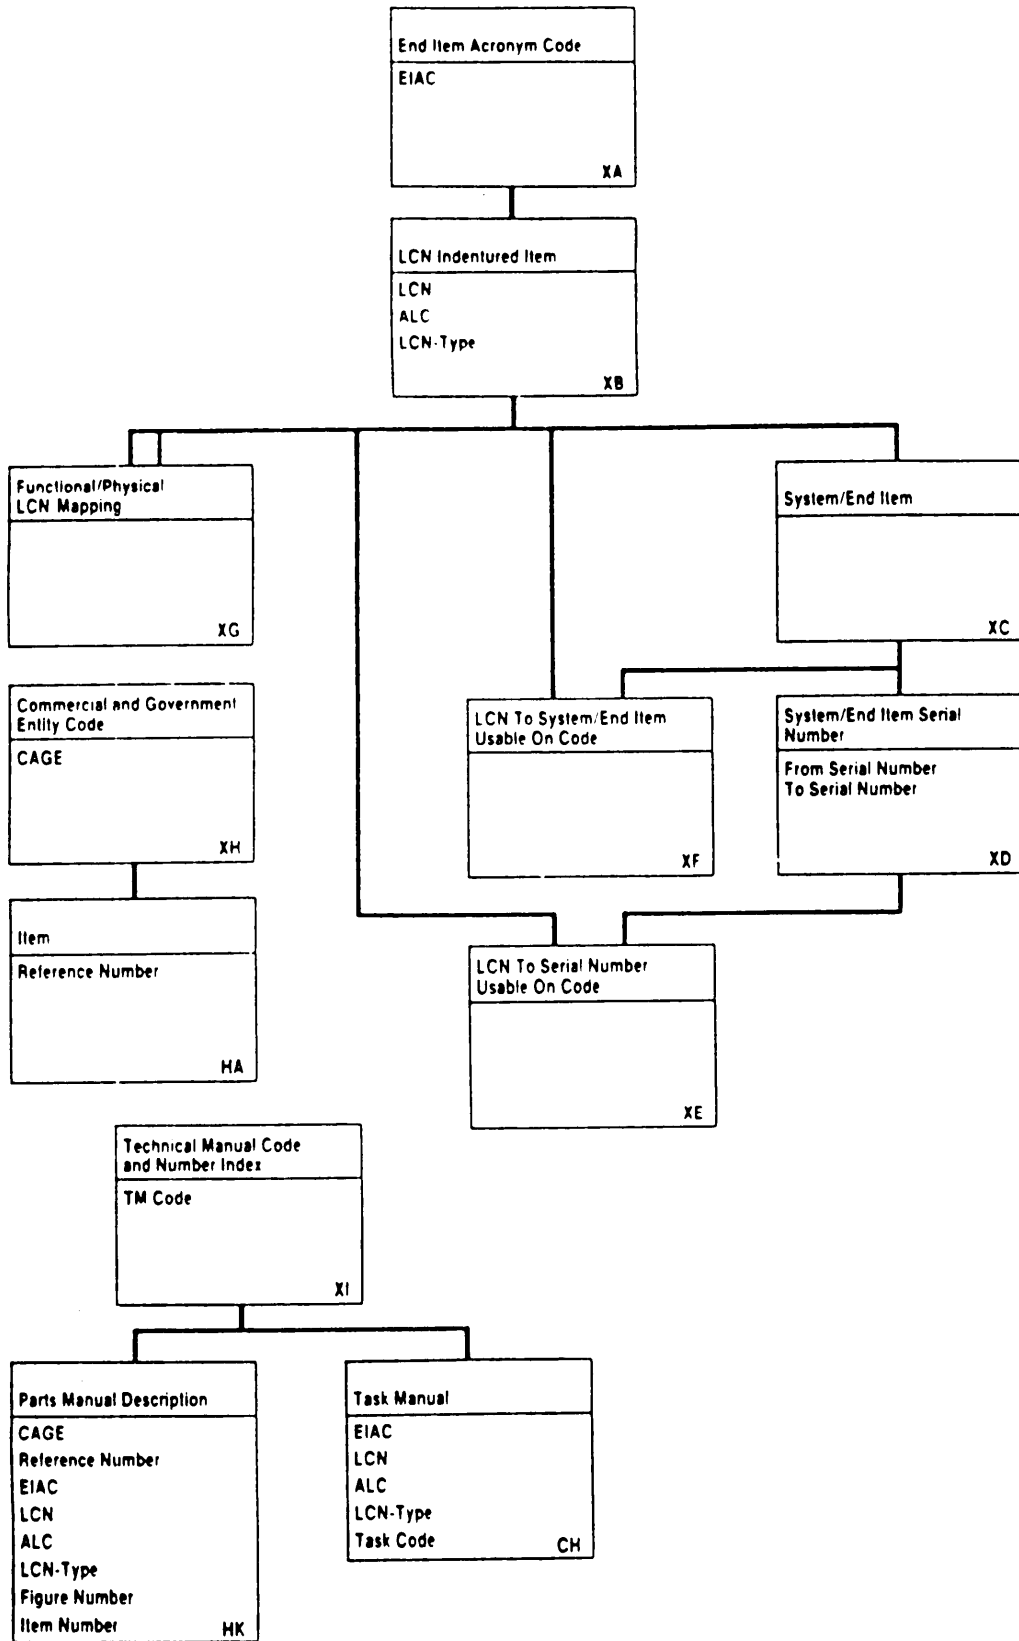 End Item Acronym Code
EIAC
XA
LCN Indentured Item
LCN
ALC
LCN-Type
XB
Functional/Physical
LCN Mapping
XG
System/End Item
XC
Commercial and Government
Entity Code
CAGE
XH
LCN To System/End Item
Usable On Code
XF
System/End Item Serial
Number
From Serial Number
To Serial Number
XD
Item
Reference Number
HA
LCN To Serial Number
Usable On Code
XE
Technical Manual Code
and Number Index
TM Code
XI
Parts Manual Description
CAGE
Reference Number
EIAC
LCN
ALC
LCN-Type
Figure Number
Item Number
HK
Task Manual
EIAC
LCN
ALC
LCN-Type
Task Code
CH